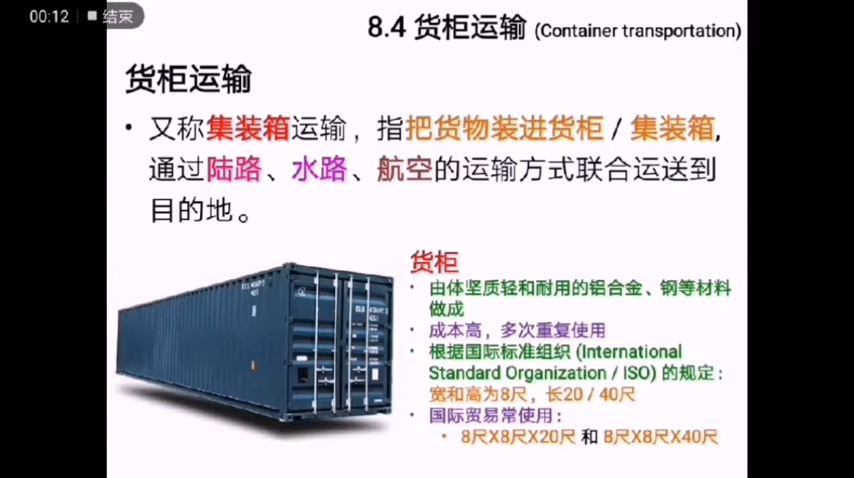 00:12 结束
8.4 货柜运输 (Container transportation)
货柜运输
• 又称集装箱运输，指把货物装进货柜 / 集装箱,
通过陆路、水路、航空的运输方式联合运送到
目的地。
货柜
• 由体坚质轻和耐用的铝合金、钢等材料
做成
• 成本高，多次重复使用
• 根据国际标准组织 (International
Standard Organization / ISO) 的规定：
宽和高为8尺，长20 / 40尺
• 国际贸易常使用：
• 8尺X8尺X20尺 和 8尺X8尺X40尺